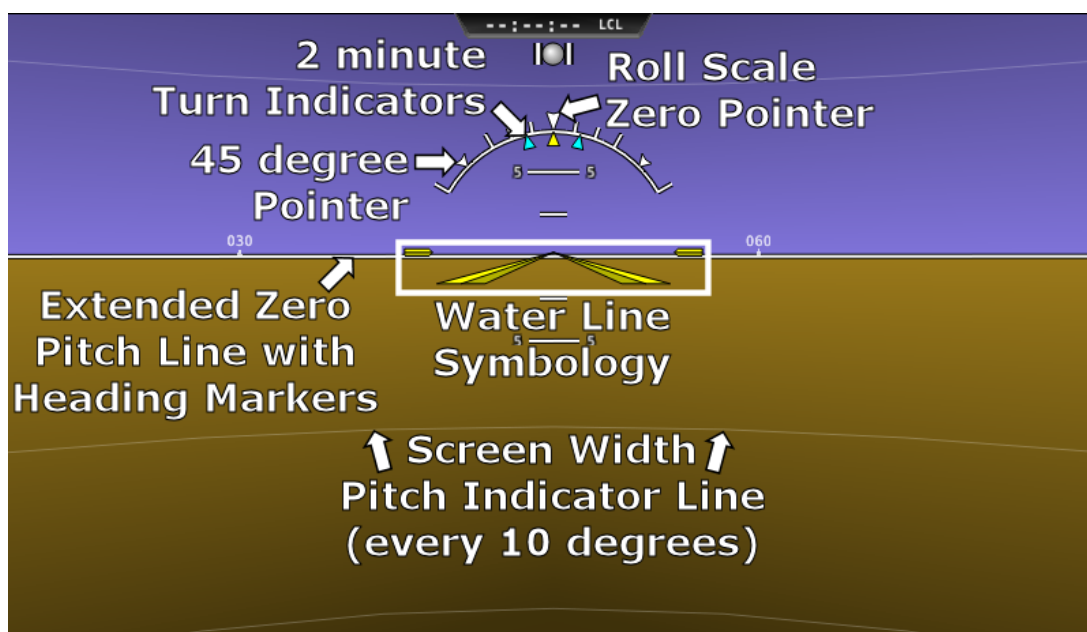 --:--:-- LCL
2 minute
Turn Indicators
Roll Scale
Zero Pointer
45 degree
Pointer
5 5
030
060
Extended Zero
Pitch Line with
Heading Markers
Water Line
5 5
Symbology
Screen Width
Pitch Indicator Line
(every 10 degrees)